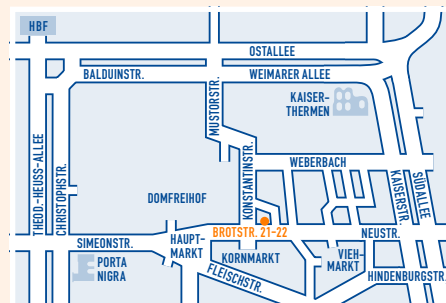 HBF
OSTALLEE
BALDUINSTR.
WEIMARER ALLEE
KAISER-
THERMEN
MUSTORSTR.
THEOD.-HEUSS-ALLEE
CHRISTOPHSTR.
KONSTANTINSTR.
WEBERBACH
KAISERSTR.
SÜDALLEE
DOMFREIHOF
BROTSTR. 21-22
NEUSTR.
SIMEONSTR.
HAUPT-
MARKT
KORNMARKT
VIEH-
MARKT
PORTA
NIGRA
FLEISCHSTR.
HINDENBURGSTR.